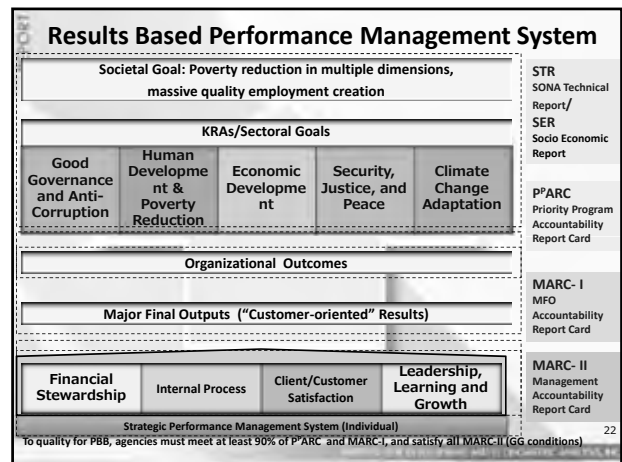 REPORT
Results Based Performance Management System
Societal Goal: Poverty reduction in multiple dimensions,
massive quality employment creation
KRAs/Sectoral Goals
Good
Governance
and Anti-
Corruption
Human
Developme
nt &
Poverty
Reduction
Economic
Developme
nt
Security,
Justice, and
Peace
Climate
Change
Adaptation
Organizational Outcomes
Major Final Outputs (“Customer-oriented” Results)
Financial
Stewardship
Internal Process
Client/Customer
Satisfaction
Leadership,
Learning and
Growth
Strategic Performance Management System (Individual)
To qualify for PBB, agencies must meet at least 90% of PᴾARC and MARC-I, and satisfy all MARC-II (GG conditions)
STR
SONA Technical
Report/
SER
Socio Economic
Report
PᴾARC
Priority Program
Accountability
Report Card
MARC- I
MFO
Accountability
Report Card
MARC- II
Management
Accountability
Report Card
22